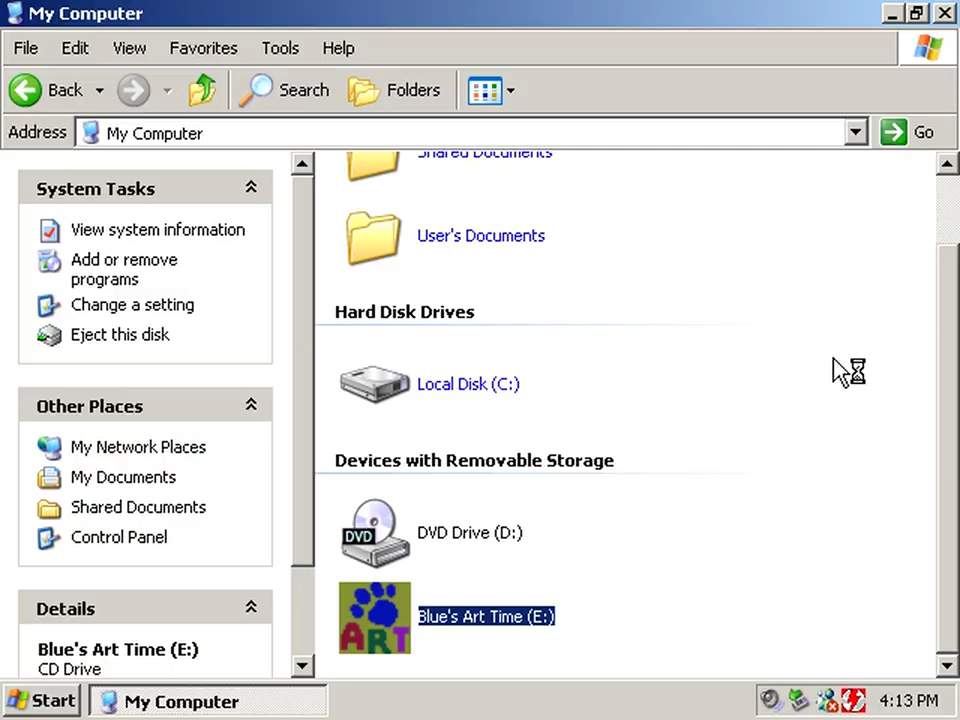 My Computer
File Edit View Favorites Tools Help
Back Search Folders
Address My Computer Go
System Tasks
View system information
Add or remove
programs
Change a setting
Eject this disk
Other Places
My Network Places
My Documents
Shared Documents
Control Panel
Details
Blue's Art Time (E:)
CD Drive
Shared Documents
User's Documents
Hard Disk Drives
Local Disk (C:)
Devices with Removable Storage
DVD
DVD Drive (D:)
ART
Blue's Art Time (E:)
Start My Computer 4:13 PM